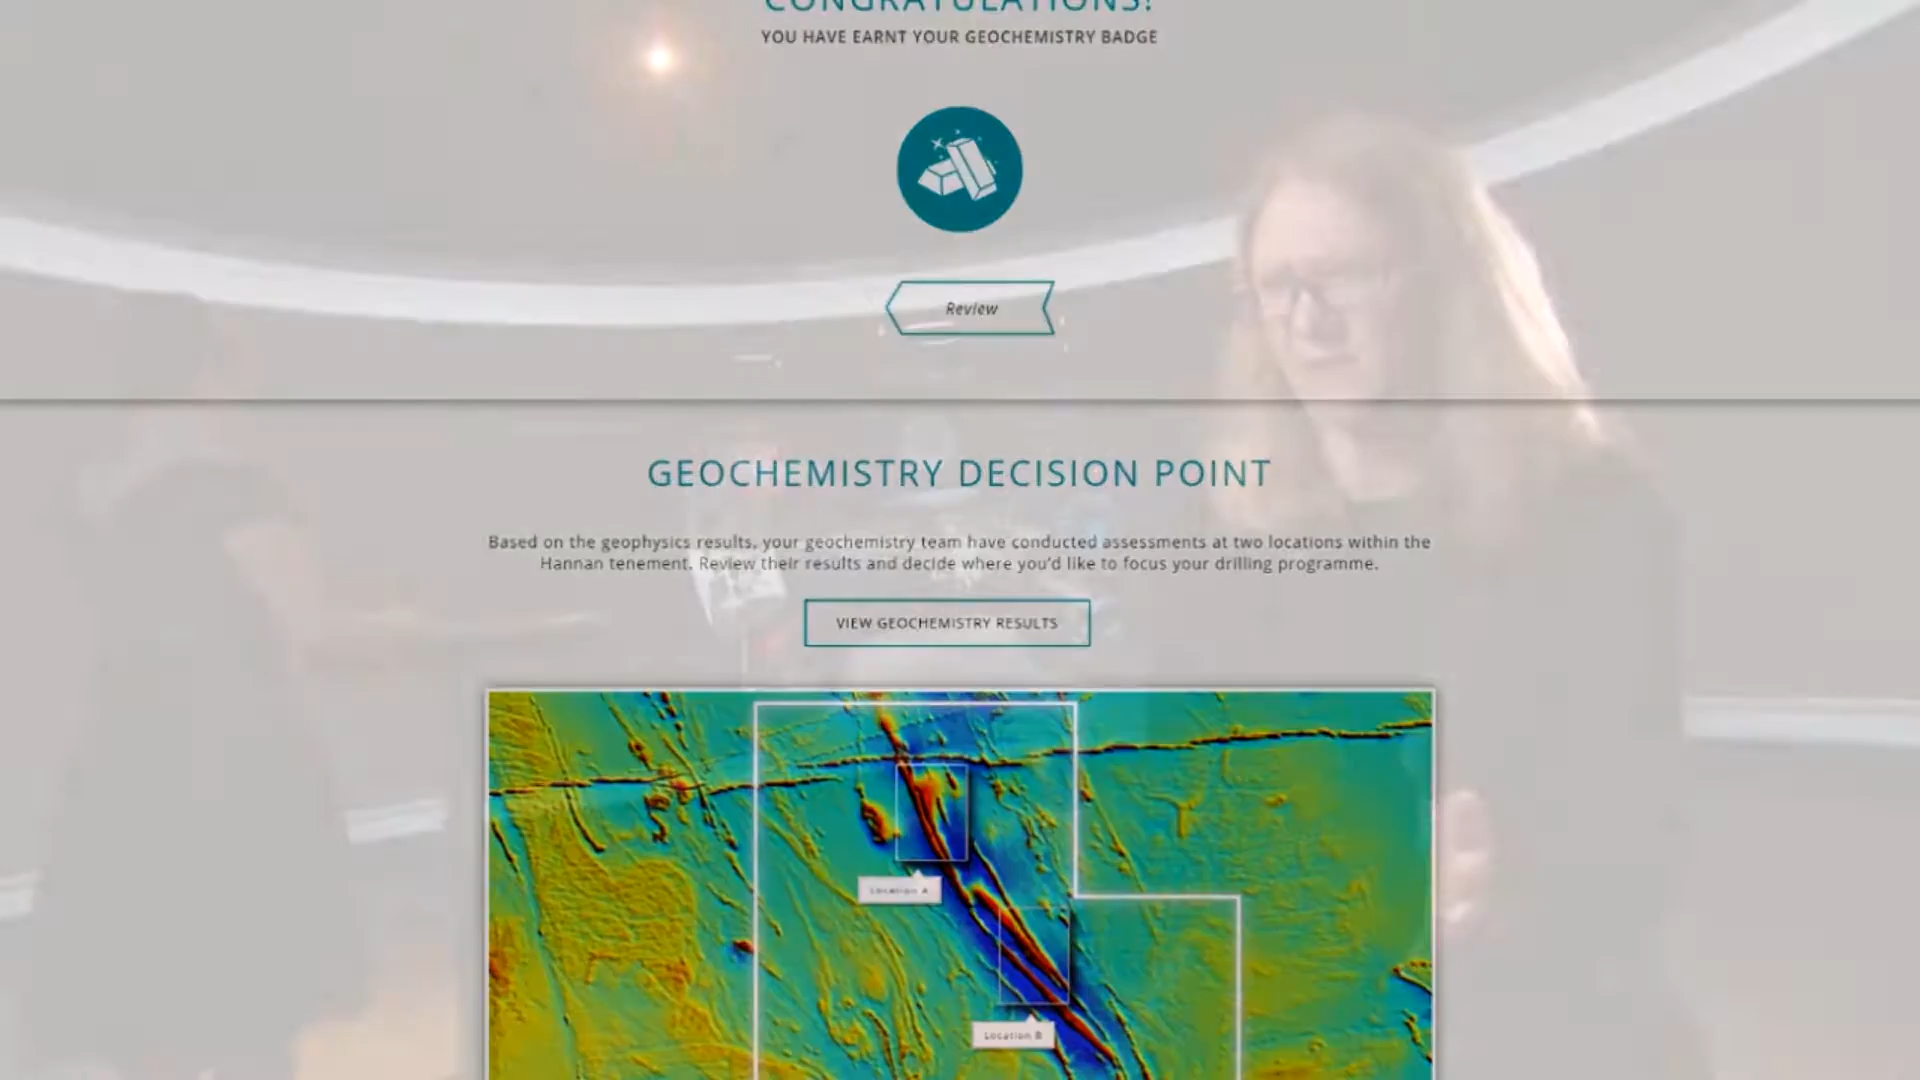 CONGRATULATIONS!
YOU HAVE EARNT YOUR GEOCHEMISTRY BADGE
Review
GEOCHEMISTRY DECISION POINT
Based on the geophysics results, your geochemistry team have conducted assessments at two locations within the
Hannan tenement. Review their results and decide where you'd like to focus your drilling programme.
VIEW GEOCHEMISTRY RESULTS
Location A
Location B